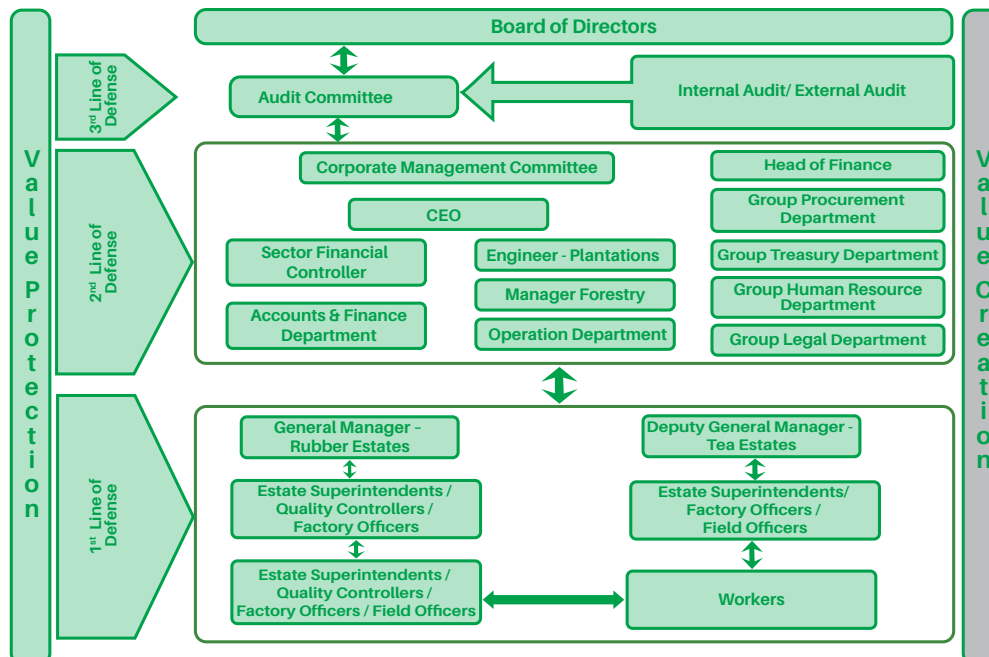 Board of Directors
Value Protection
3rd Line of
Defense
Audit Committee
Internal Audit/ External Audit
2nd Line of
Defense
Corporate Management Committee
CEO
Sector Financial
Controller
Accounts & Finance
Department
Engineer - Plantations
Manager Forestry
Operation Department
Head of Finance
Group Procurement
Department
Group Treasury Department
Group Human Resource
Department
Group Legal Department
1st Line of
Defense
General Manager –
Rubber Estates
Estate Superintendents /
Quality Controllers /
Factory Officers
Estate Superintendents /
Quality Controllers /
Factory Officers / Field Officers
Deputy General Manager -
Tea Estates
Estate Superintendents/
Factory Officers /
Field Officers
Workers
Value Creation